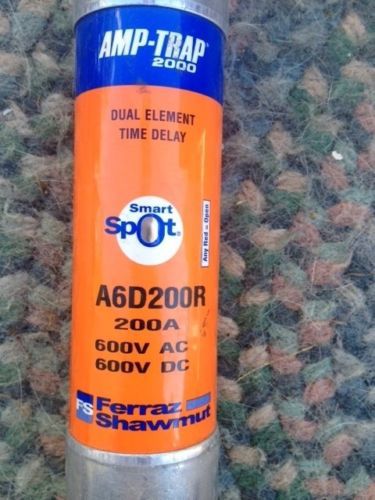 AMP-TRAP®
2000
DUAL ELEMENT
TIME DELAY
Smart
Spot®
Any Red = Open
A6D200R
200A
600V AC
600V DC
FS Ferraz
Shawmut